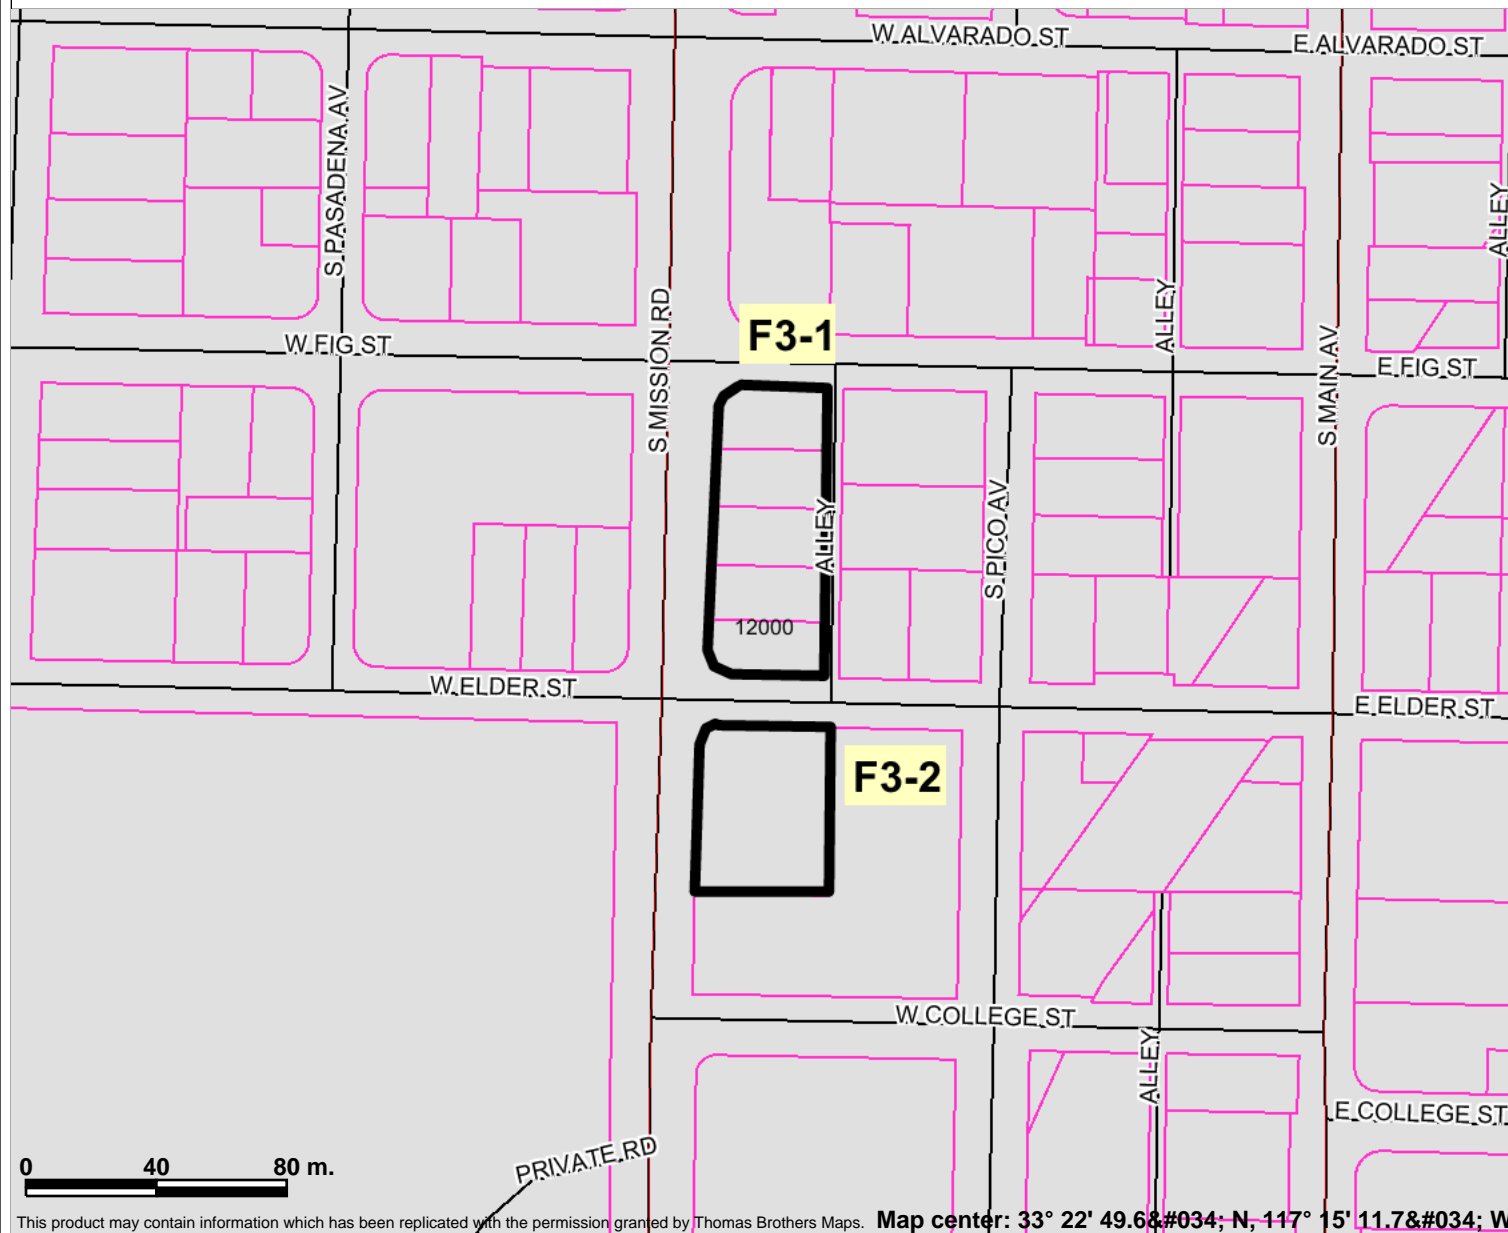 W ALVARADO ST
E ALVARADO ST
S PASADENA AV
ALLEY
F3-1
W FIG ST
S MISSION RD
ALLEY
S MAIN AV
E FIG ST
ALLEY
S PICO AV
12000
W ELDER ST
E ELDER ST
F3-2
W COLLEGE ST
ALLEY
E COLLEGE ST
PRIVATE RD
0 40 80 m.
This product may contain information which has been replicated with the permission granted by Thomas Brothers Maps.
Map center: 33° 22' 49.6&#034; N, 117° 15' 11.7&#034; W